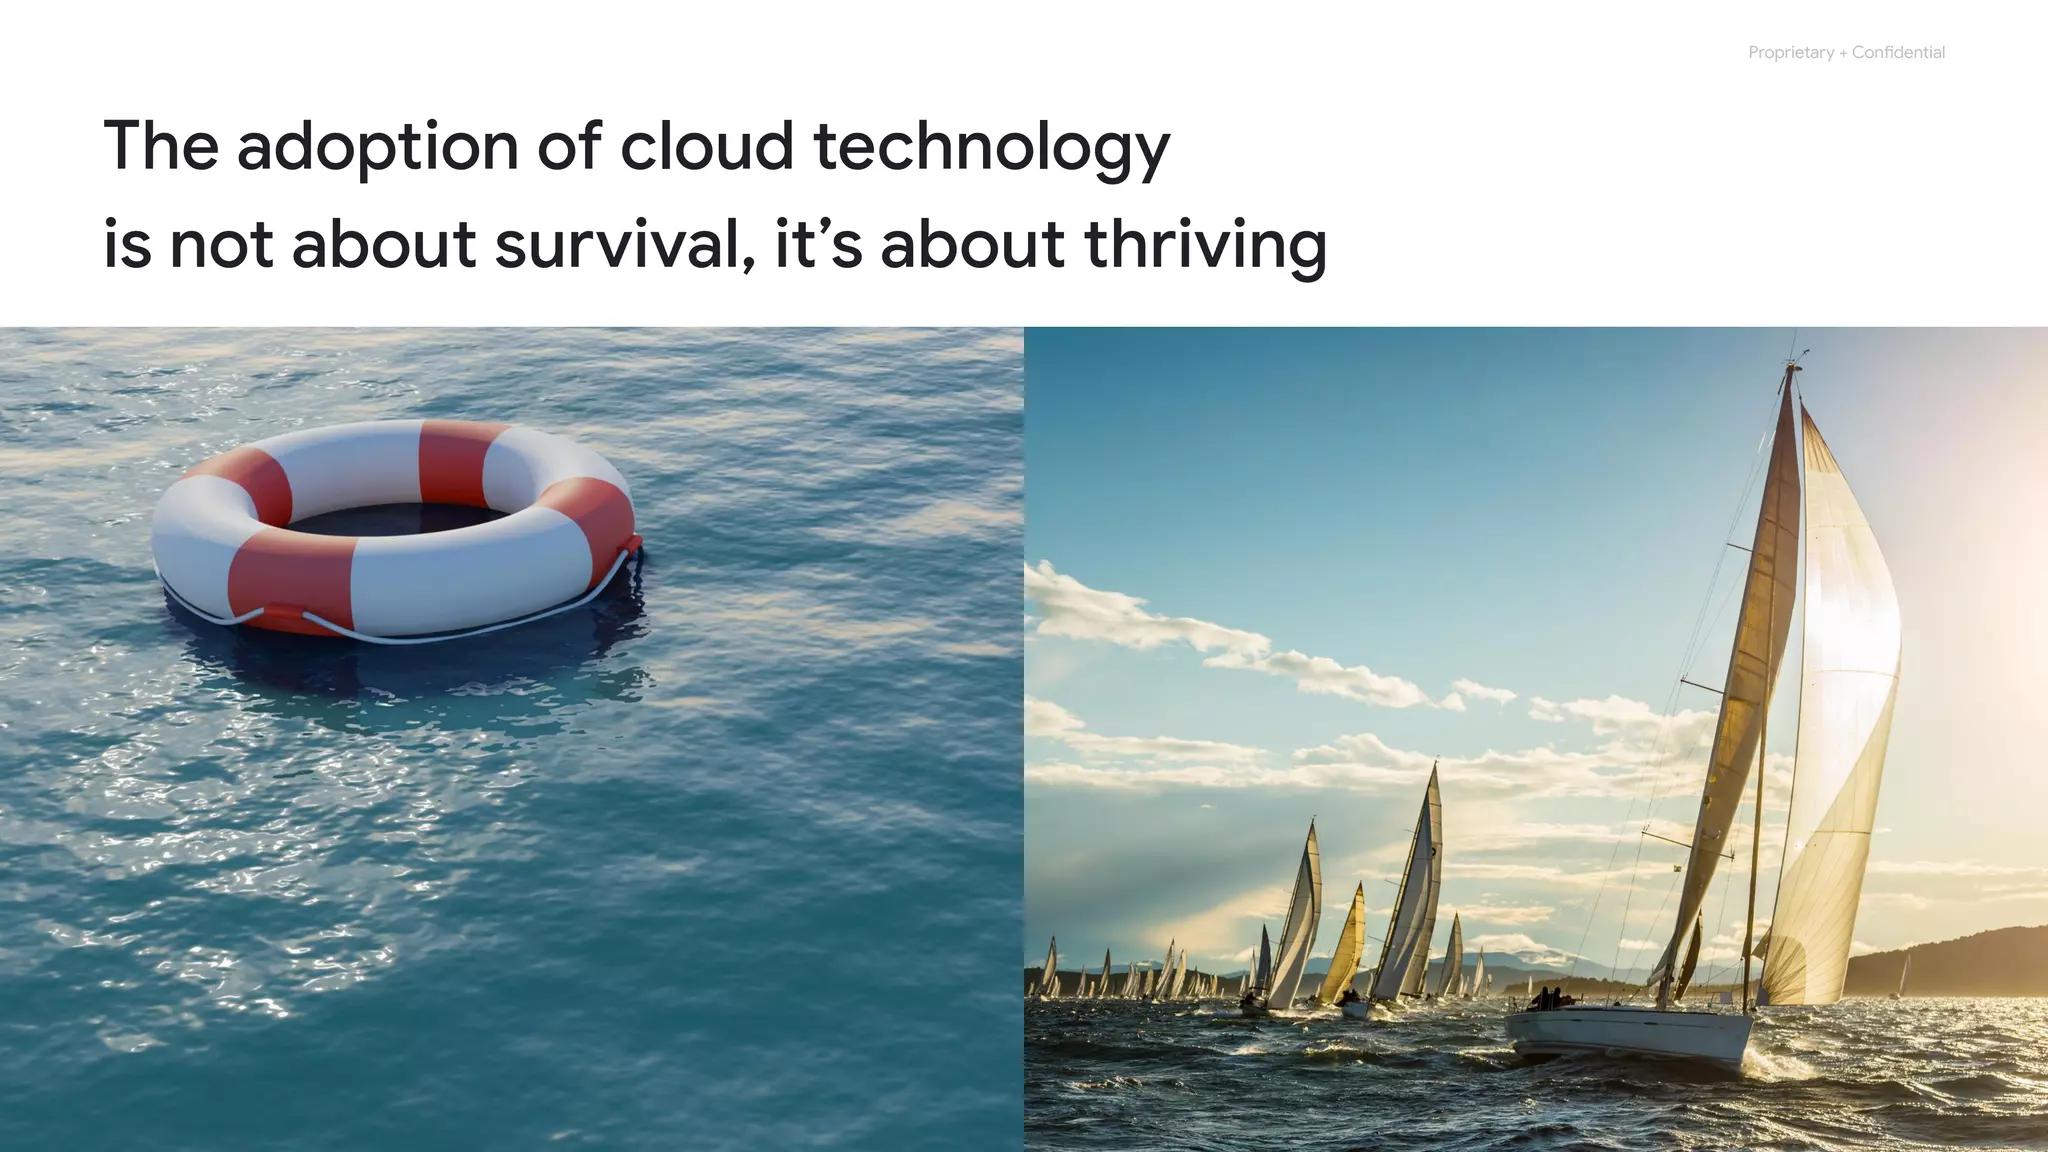 Proprietary + Confidential
The adoption of cloud technology
is not about survival, it’s about thriving